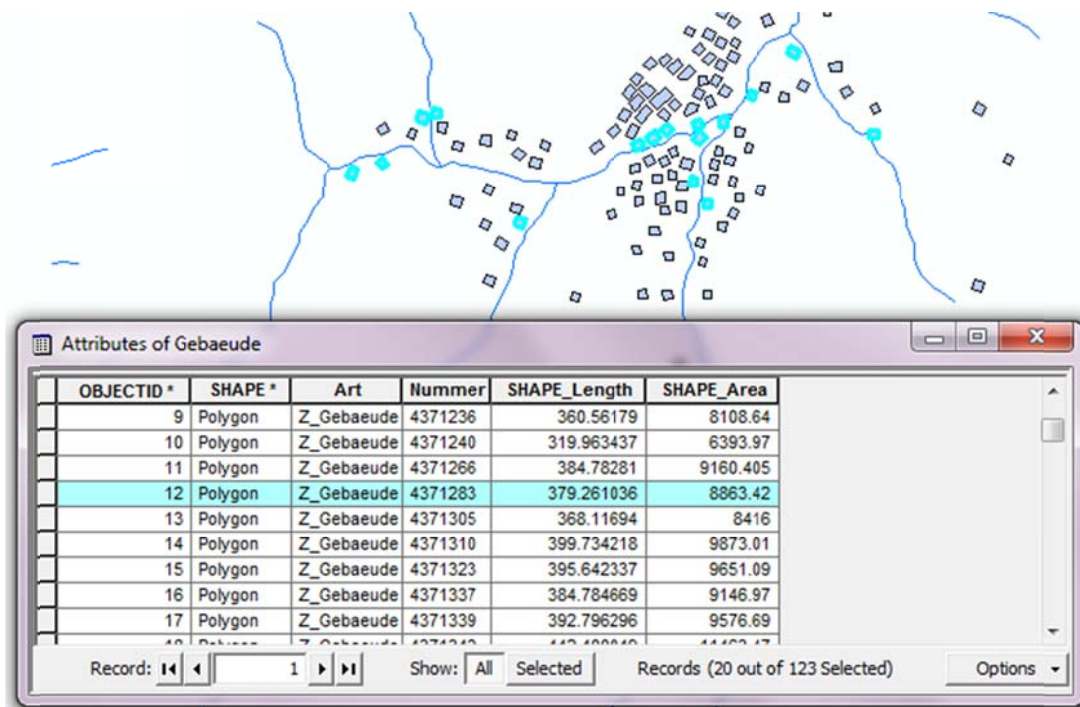 Attributes of Gebaeude
OBJECTID * SHAPE * Art Nummer SHAPE_Length SHAPE_Area
9 Polygon Z_Gebaeude 4371236 360.56179 8108.64
10 Polygon Z_Gebaeude 4371240 319.963437 6393.97
11 Polygon Z_Gebaeude 4371266 384.78281 9160.405
12 Polygon Z_Gebaeude 4371283 379.261036 8863.42
13 Polygon Z_Gebaeude 4371305 368.11694 8416
14 Polygon Z_Gebaeude 4371310 399.734218 9873.01
15 Polygon Z_Gebaeude 4371323 395.642337 9651.09
16 Polygon Z_Gebaeude 4371337 384.784669 9146.97
17 Polygon Z_Gebaeude 4371339 392.796296 9576.69
Record: 1 Show: All Selected Records (20 out of 123 Selected) Options